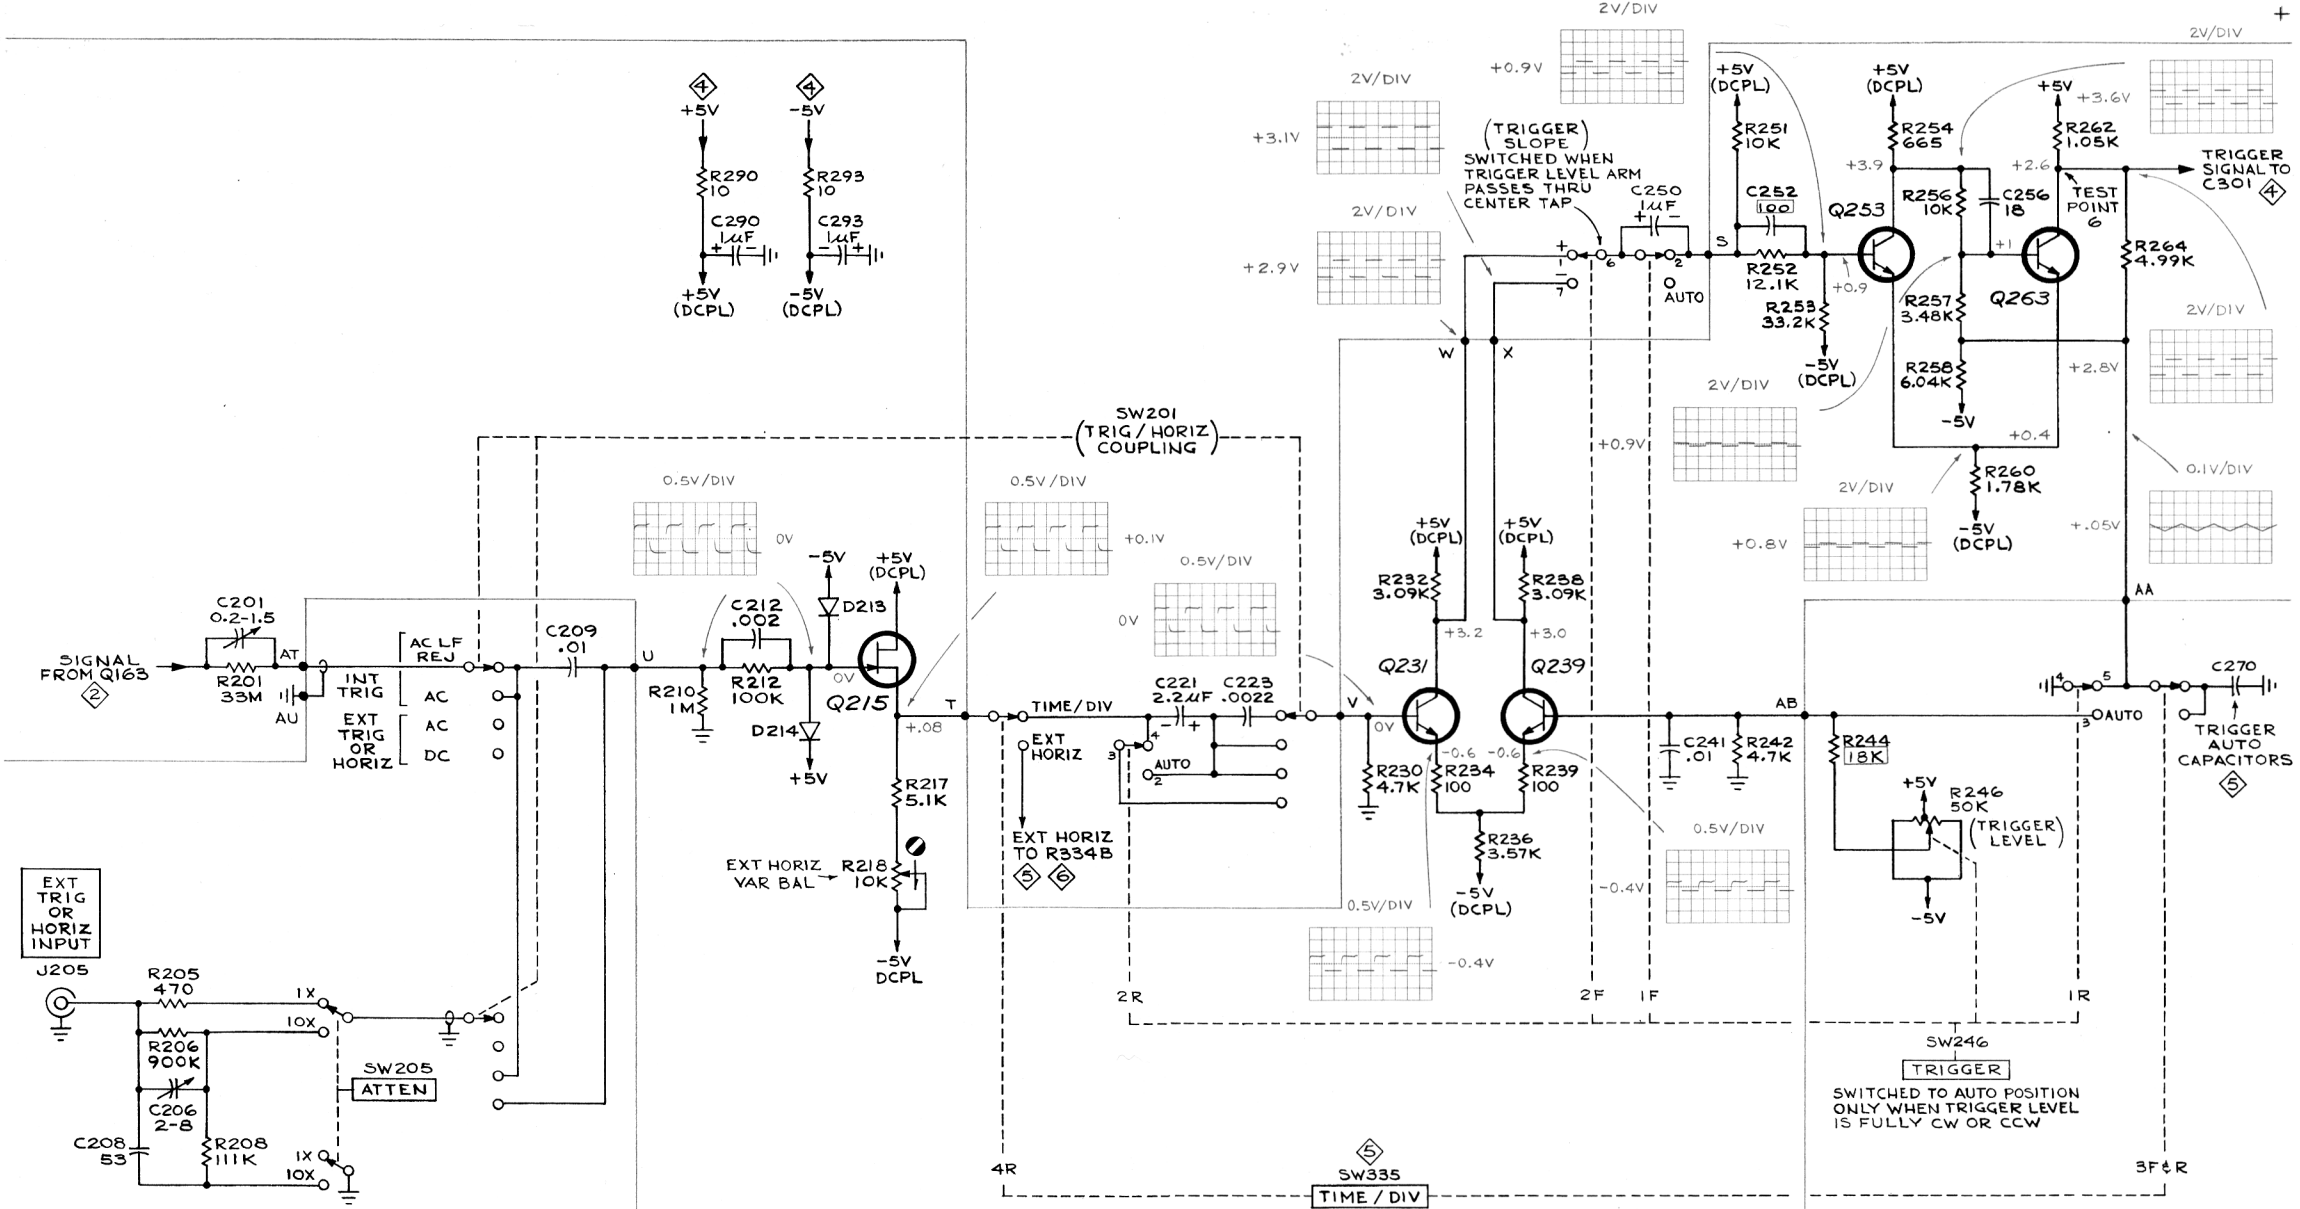 2V/DIV
+
2V/DIV
+0.9V
2V/DIV
+3.1V
4
+5V
4
-5V
R290
10
R293
10
C290
1µF
+ -
C293
1µF
- +
+5V
(DCPL)
-5V
(DCPL)
2V/DIV
+2.9V
(TRIGGER)
SLOPE
SWITCHED WHEN
TRIGGER LEVEL ARM
PASSES THRU
CENTER TAP
C250
1µF
+ -
+
1
6
2
-
7
AUTO
S
+5V
(DCPL)
R251
10K
C252
100
R252
12.1K
R253
33.2K
-5V
(DCPL)
+0.9
Q253
+5V
(DCPL)
R254
665
+3.9
R256
10K
C256
18
+1
R257
3.48K
R258
6.04K
-5V
+5V
+3.6V
R262
1.05K
+2.6
TEST
POINT
6
Q263
TRIGGER
SIGNAL TO
C301
4
R264
4.99K
2V/DIV
+2.8V
+0.4
R260
1.78K
-5V
(DCPL)
0.1V/DIV
+.05V
2V/DIV
+0.9V
2V/DIV
+0.8V
W
X
AA
SW201
(TRIG/HORIZ)
COUPLING
0.5V/DIV
0V
0.5V/DIV
+0.1V
0.5V/DIV
0V
C201
0.2-1.5
SIGNAL
FROM Q163
2
R201
33M
AT
AU
INT
TRIG
AC LF
REJ
AC
EXT
TRIG
OR
HORIZ
AC
DC
C209
.01
U
R210
1M
C212
.002
R212
100K
-5V
D213
D214
+5V
0V
+5V
(DCPL)
Q215
+.08
T
R217
5.1K
EXT HORIZ
VAR BAL
R218
10K
-5V
DCPL
TIME/DIV
EXT
HORIZ
EXT HORIZ
TO R334B
5
6
C221
2.2µF
- +
C223
.0022
4
3
AUTO
2
V
0V
R230
4.7K
+5V
(DCPL)
R232
3.09K
+3.2
Q231
-0.6
R234
100
+5V
(DCPL)
R238
3.09K
+3.0
Q239
-0.6
R239
100
R236
3.57K
-5V
(DCPL)
0.5V/DIV
-0.4V
0.5V/DIV
-0.4V
C241
.01
R242
4.7K
AB
R244
18K
+5V
R246
50K
(TRIGGER)
LEVEL
-5V
4
5
3
AUTO
C270
TRIGGER
AUTO
CAPACITORS
5
EXT
TRIG
OR
HORIZ
INPUT
J205
R205
470
1X
10X
R206
900K
C206
2-8
C208
53
R208
111K
SW205
ATTEN
1X
10X
2R
2F
1F
1R
SW246
TRIGGER
SWITCHED TO AUTO POSITION
ONLY WHEN TRIGGER LEVEL
IS FULLY CW OR CCW
4R
5
SW335
TIME / DIV
3F&R